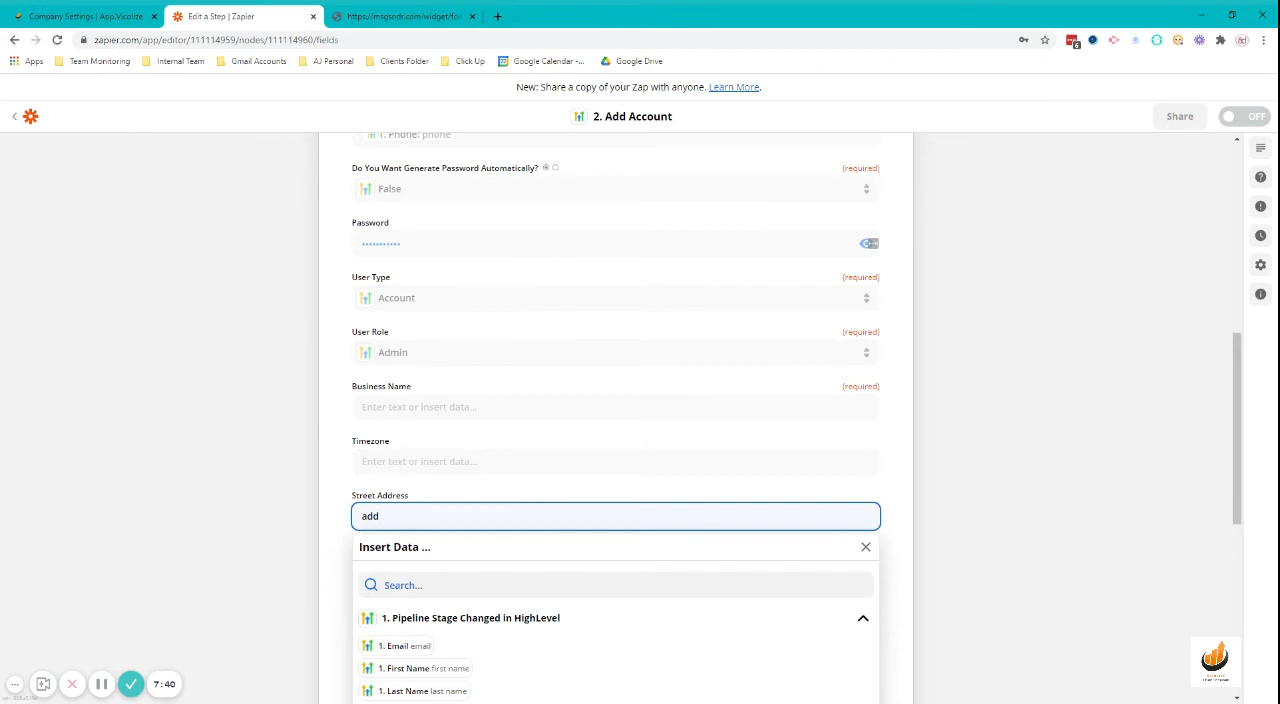 Company Settings | App.Vicolize
Edit a Step | Zapier
https://msgsndr.com/widget/fo
zapier.com/app/editor/111114959/nodes/111114960/fields
Apps
Team Monitoring
Internal Team
Gmail Accounts
AJ Personal
Clients Folder
Click Up
Google Calendar -...
Google Drive
New: Share a copy of your Zap with anyone. Learn More.
2. Add Account
Share
OFF
1. Phone: phone
Do You Want Generate Password Automatically?
(required)
False
Password
•••••••••••
User Type
(required)
Account
User Role
(required)
Admin
Business Name
(required)
Enter text or insert data...
Timezone
Enter text or insert data...
Street Address
add
Insert Data ...
Search...
1. Pipeline Stage Changed in HighLevel
1. Email email
1. First Name first name
1. Last Name last name
7:40